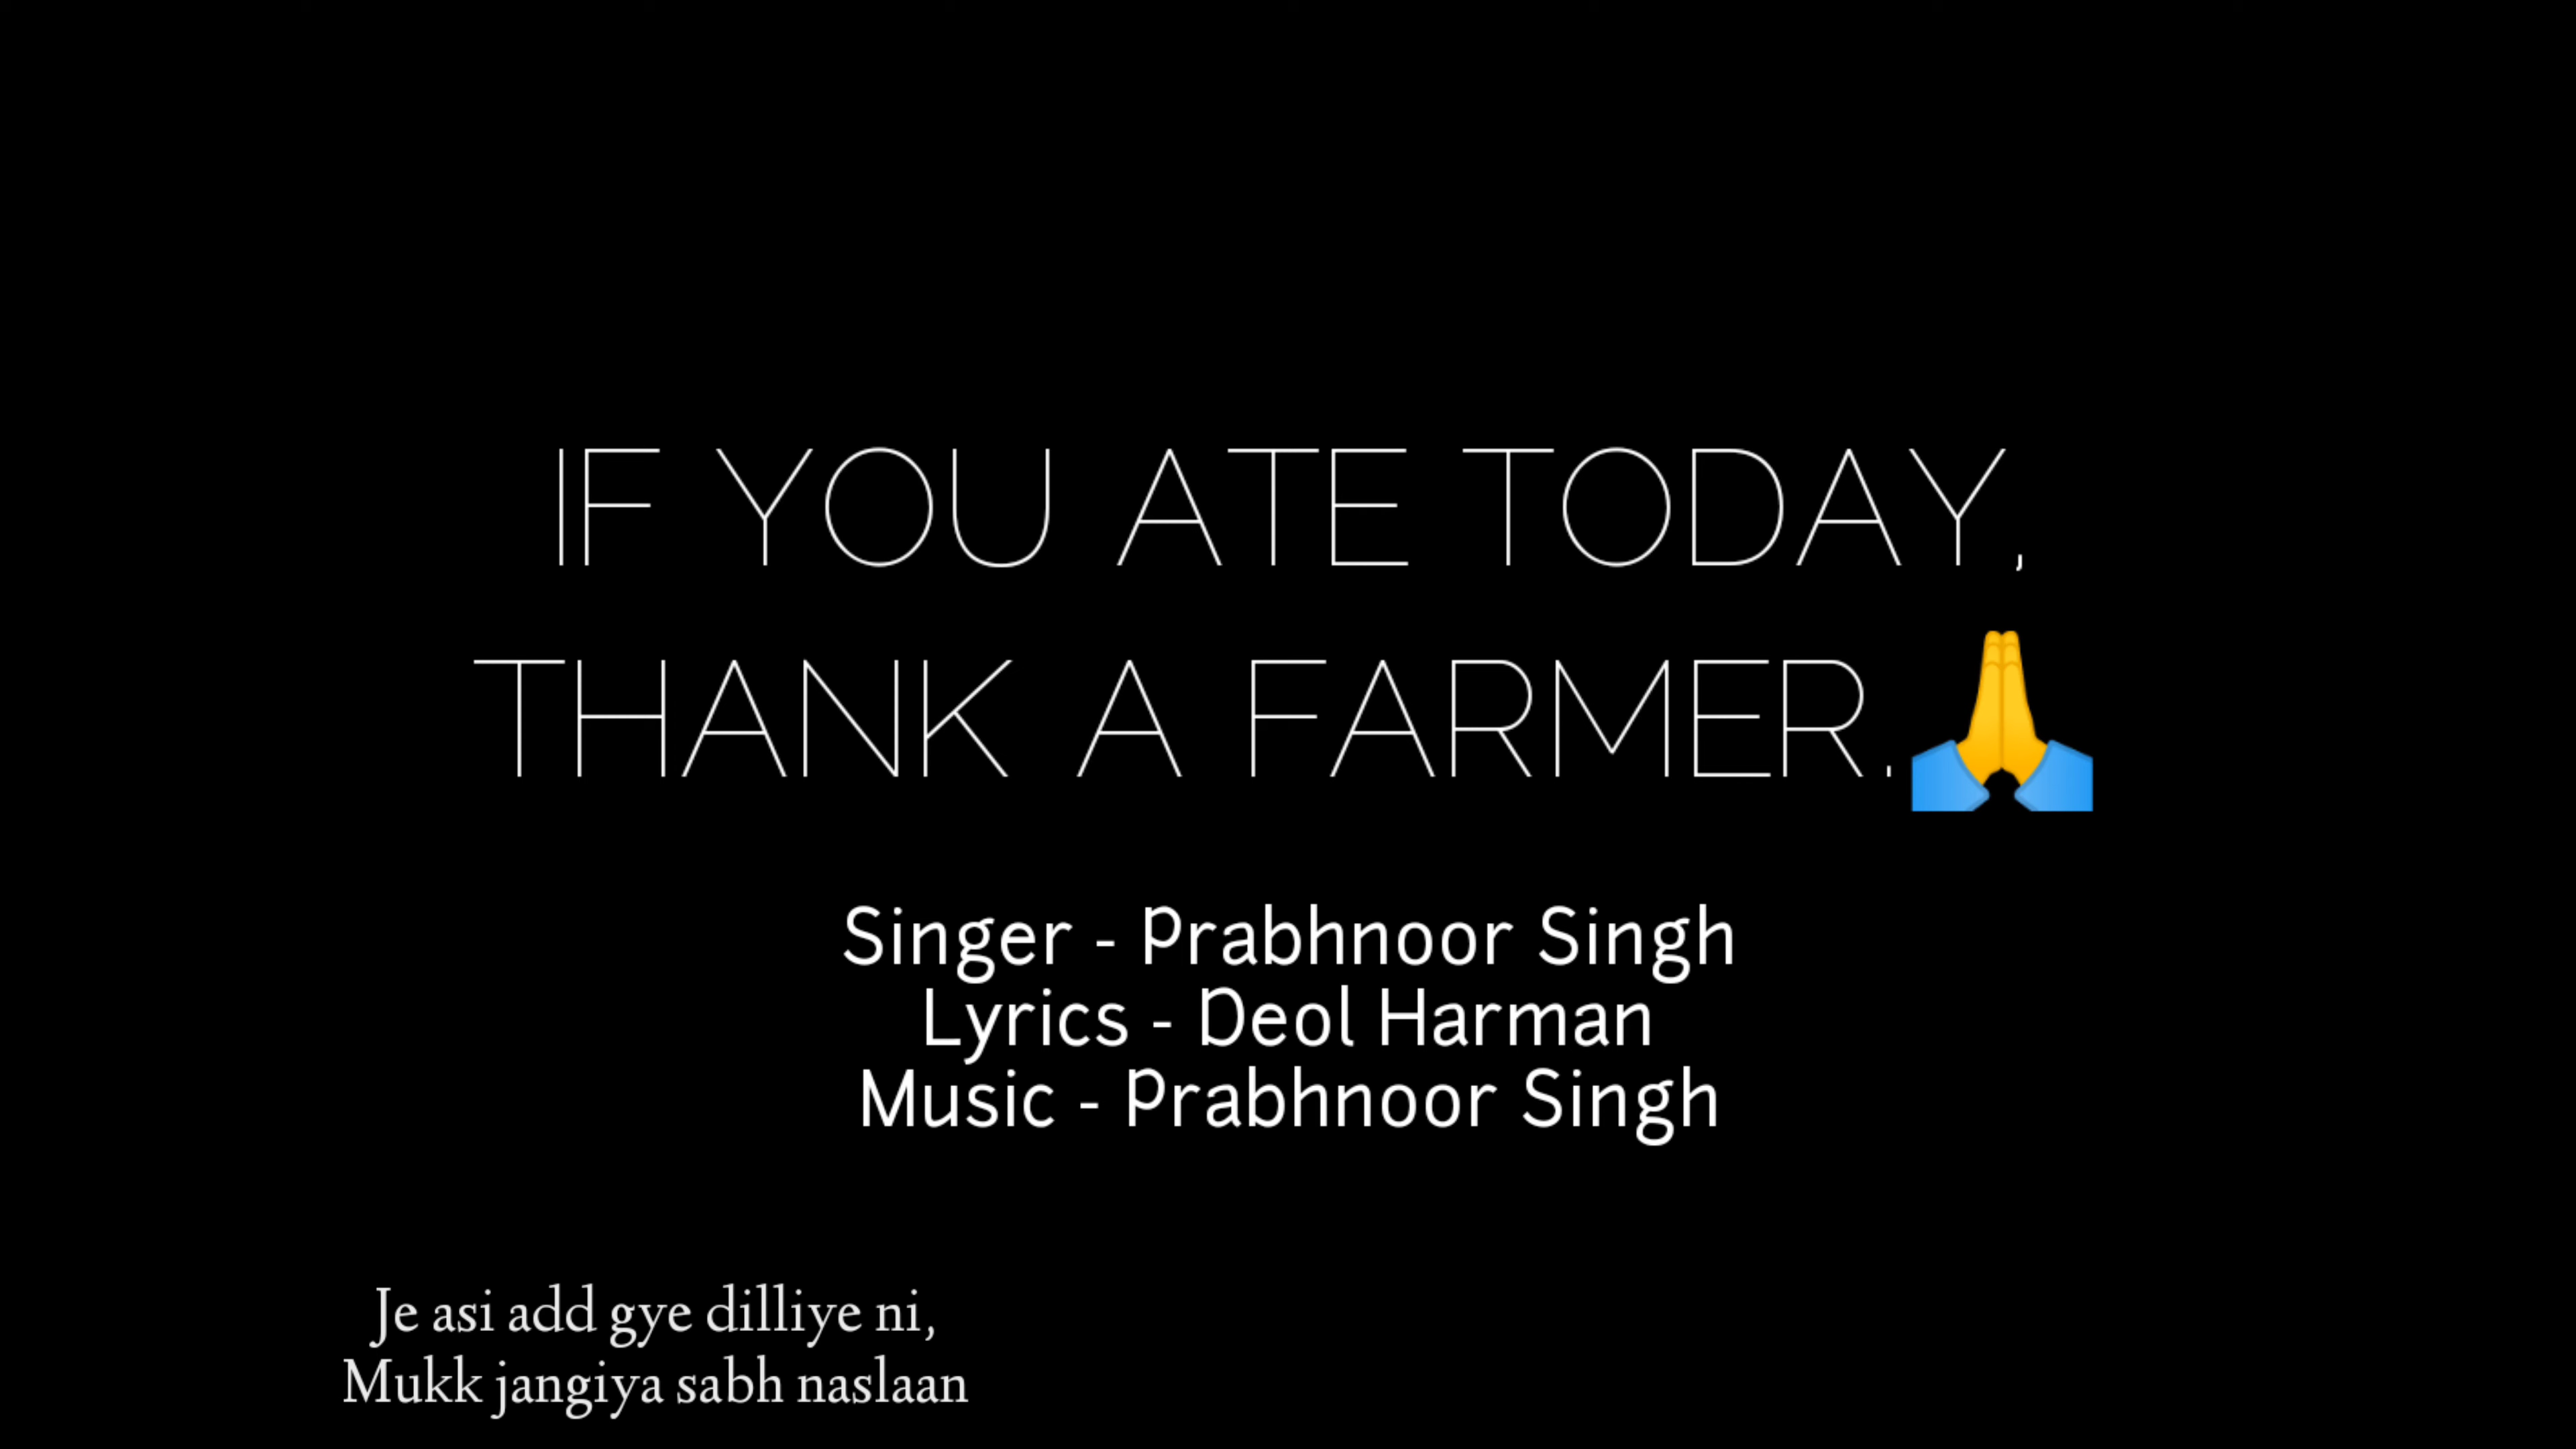 IF YOU ATE TODAY,
THANK A FARMER.🙏
Singer - Prabhnoor Singh
Lyrics - Deol Harman
Music - Prabhnoor Singh
Je asi add gye dilliye ni,
Mukk jangiya sabh naslaan